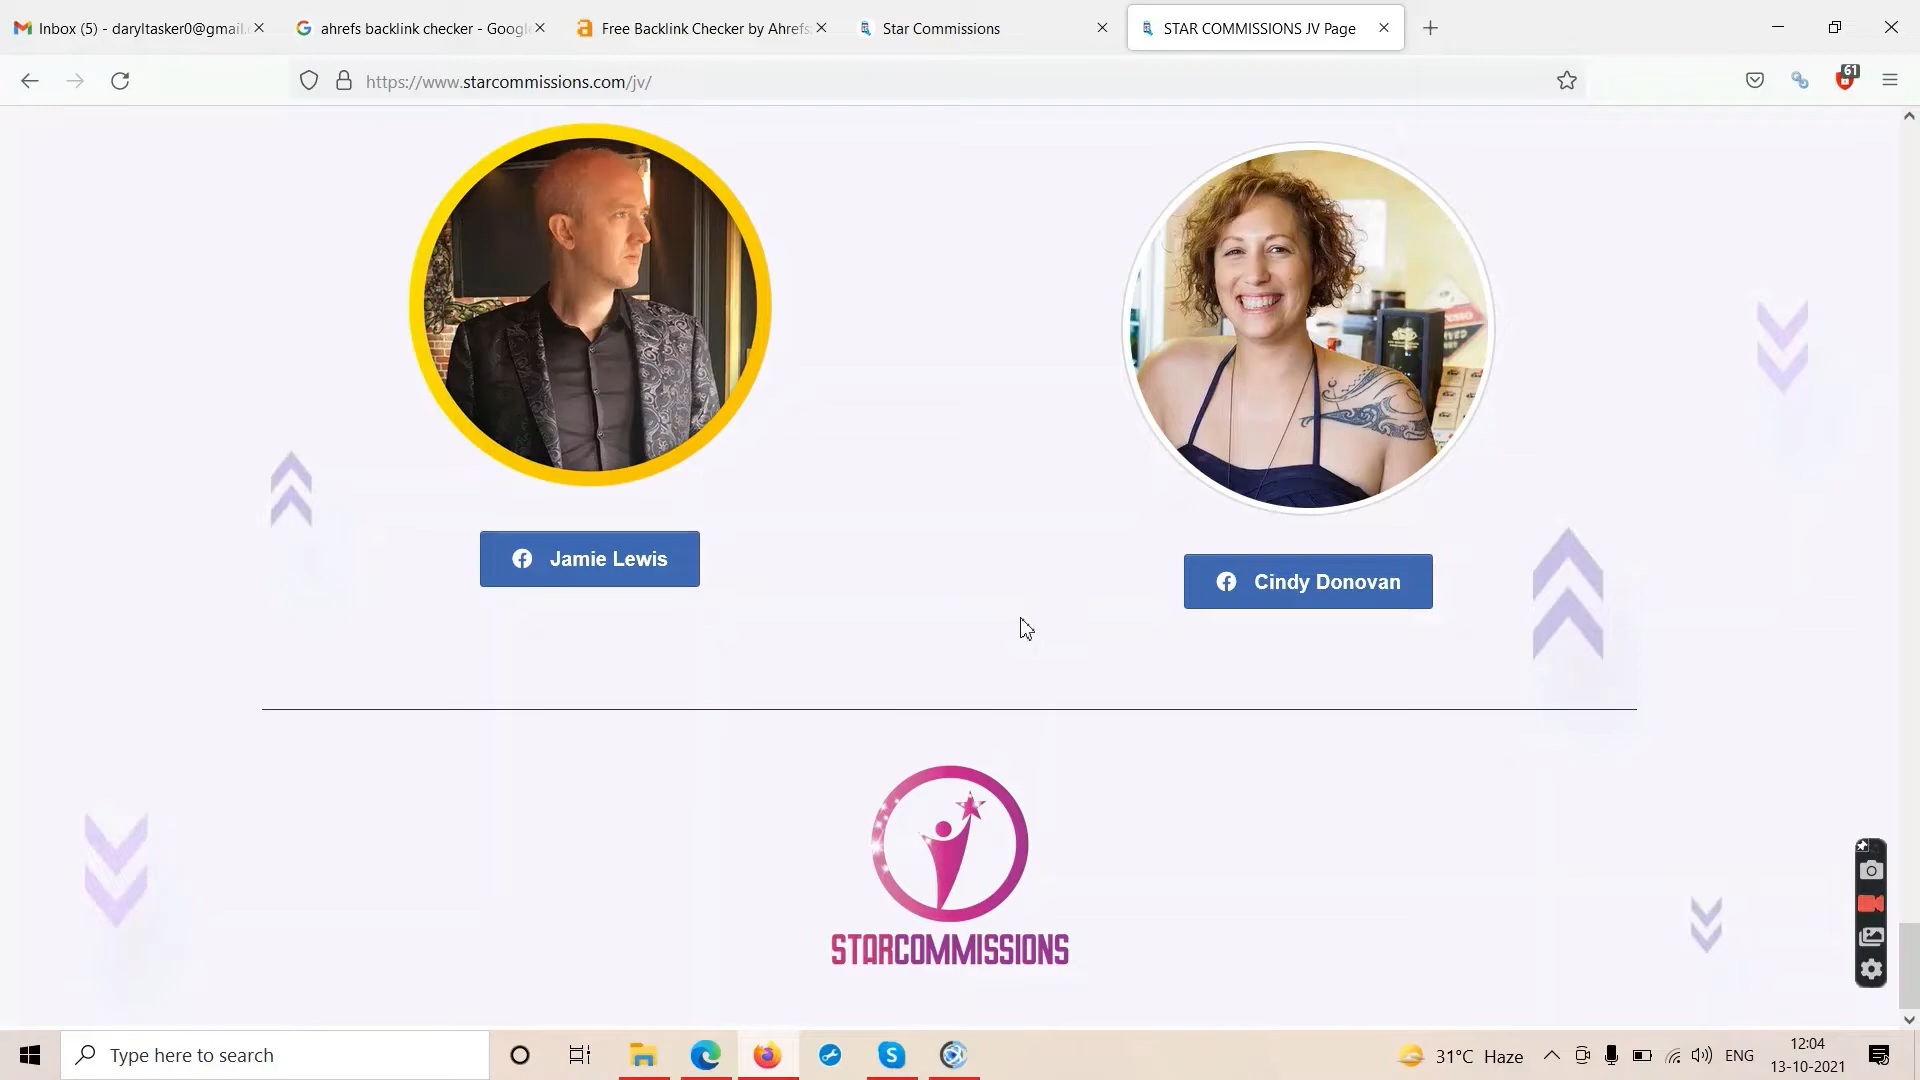 Inbox (5) - daryltasker0@gmail.
ahrefs backlink checker - Googl
Free Backlink Checker by Ahrefs
Star Commissions
STAR COMMISSIONS JV Page
https://www.starcommissions.com/jv/
61
Jamie Lewis
Cindy Donovan
STARCOMMISSIONS
Type here to search
31°C Haze
ENG
12:04
13-10-2021